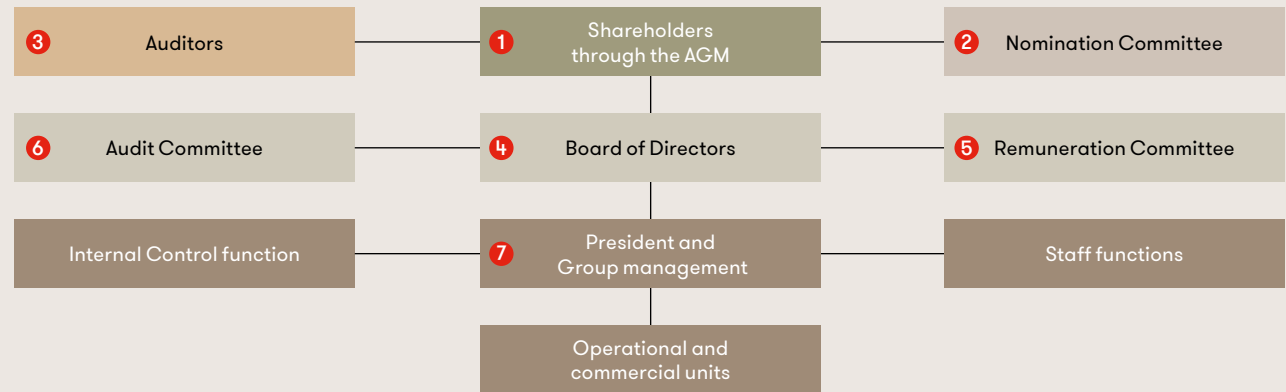 3 Auditors
1 Shareholders
through the AGM
2 Nomination Committee
6 Audit Committee
4 Board of Directors
5 Remuneration Committee
Internal Control function
7 President and
Group management
Staff functions
Operational and
commercial units